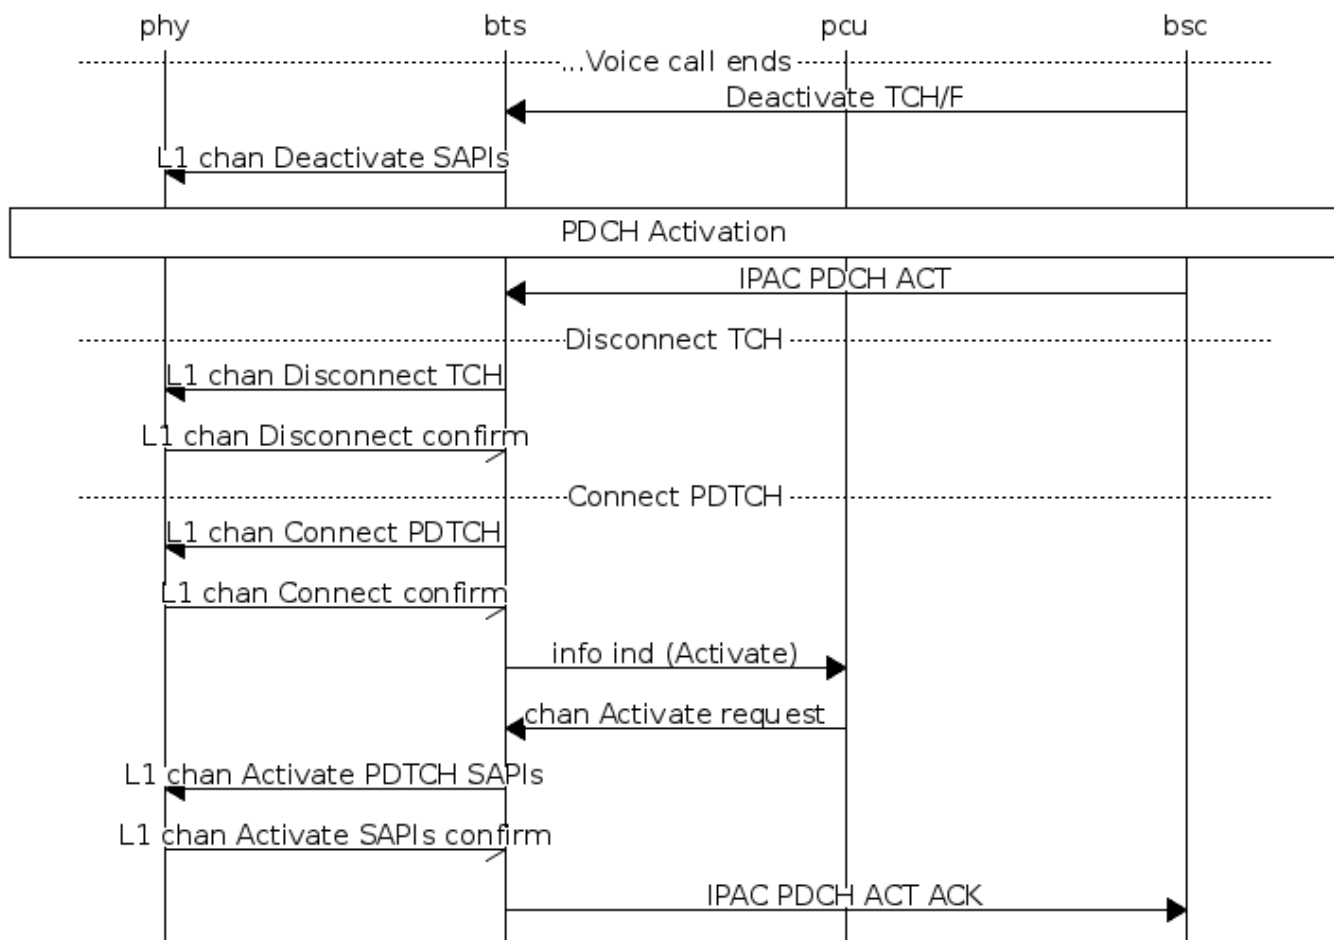 phy bts pcu bsc
...Voice call ends
Deactivate TCH/F
L1 chan Deactivate SAPIs
PDCH Activation
IPAC PDCH ACT
Disconnect TCH
L1 chan Disconnect TCH
L1 chan Disconnect confirm
Connect PDTCH
L1 chan Connect PDTCH
L1 chan Connect confirm
info ind (Activate)
chan Activate request
L1 chan Activate PDTCH SAPIs
L1 chan Activate SAPIs confirm
IPAC PDCH ACT ACK